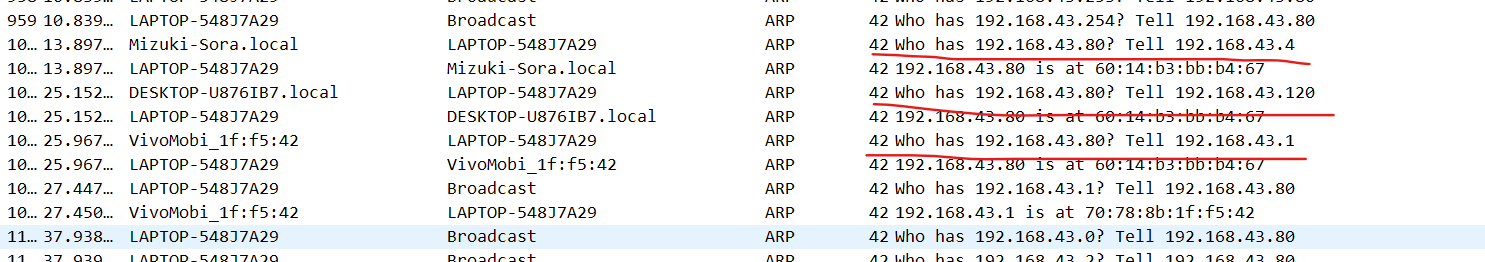 959 10.839… LAPTOP-548J7A29 Broadcast ARP 42 Who has 192.168.43.254? Tell 192.168.43.80
10… 13.897… Mizuki-Sora.local LAPTOP-548J7A29 ARP 42 Who has 192.168.43.80? Tell 192.168.43.4
10… 13.897… LAPTOP-548J7A29 Mizuki-Sora.local ARP 42 192.168.43.80 is at 60:14:b3:bb:b4:67
10… 25.152… DESKTOP-U876IB7.local LAPTOP-548J7A29 ARP 42 Who has 192.168.43.80? Tell 192.168.43.120
10… 25.152… LAPTOP-548J7A29 DESKTOP-U876IB7.local ARP 42 192.168.43.80 is at 60:14:b3:bb:b4:67
10… 25.967… VivoMobi_1f:f5:42 LAPTOP-548J7A29 ARP 42 Who has 192.168.43.80? Tell 192.168.43.1
10… 25.967… LAPTOP-548J7A29 VivoMobi_1f:f5:42 ARP 42 192.168.43.80 is at 60:14:b3:bb:b4:67
10… 27.447… LAPTOP-548J7A29 Broadcast ARP 42 Who has 192.168.43.1? Tell 192.168.43.80
10… 27.450… VivoMobi_1f:f5:42 LAPTOP-548J7A29 ARP 42 192.168.43.1 is at 70:78:8b:1f:f5:42
11… 37.938… LAPTOP-548J7A29 Broadcast ARP 42 Who has 192.168.43.0? Tell 192.168.43.80
11… 37.939… LAPTOP-548J7A29 Broadcast ARP 42 Who has 192.168.43.2? Tell 192.168.43.80